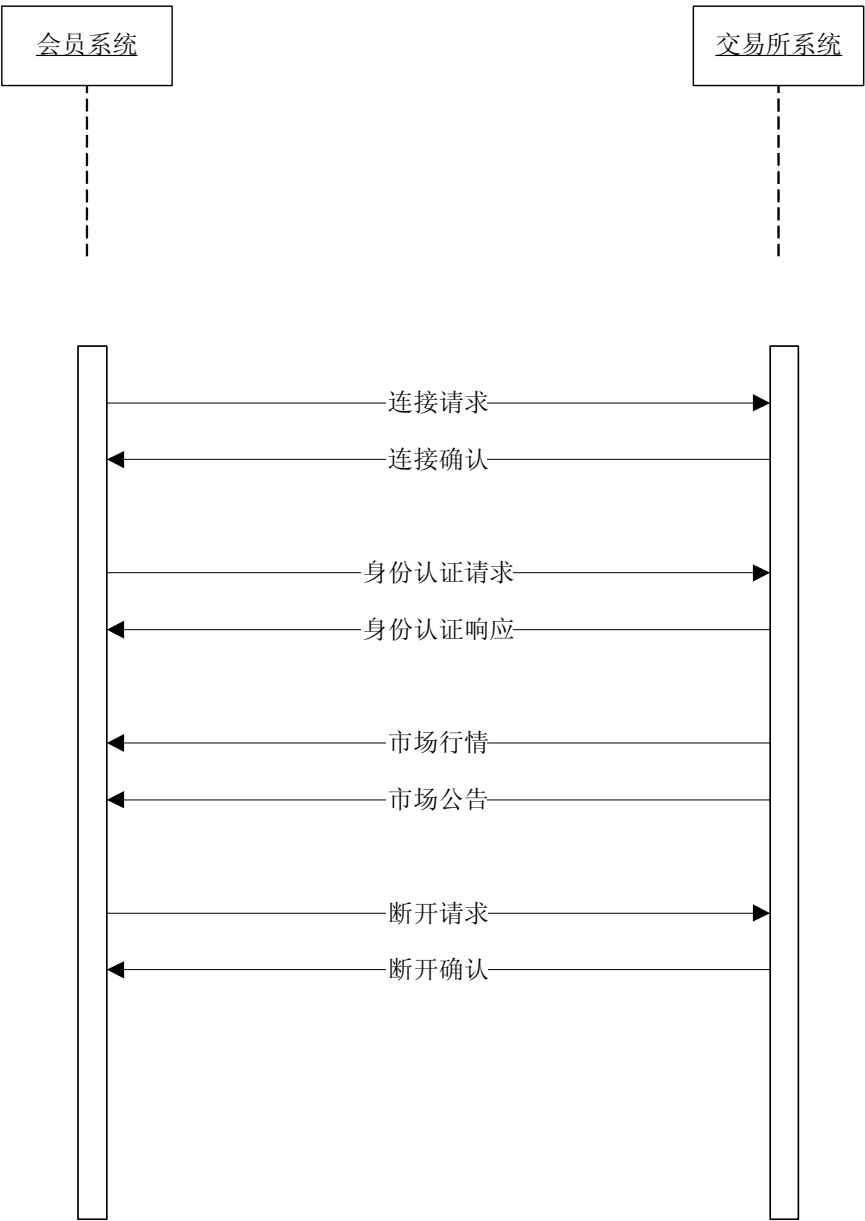 会员系统
交易所系统
连接请求
连接确认
身份认证请求
身份认证响应
市场行情
市场公告
断开请求
断开确认